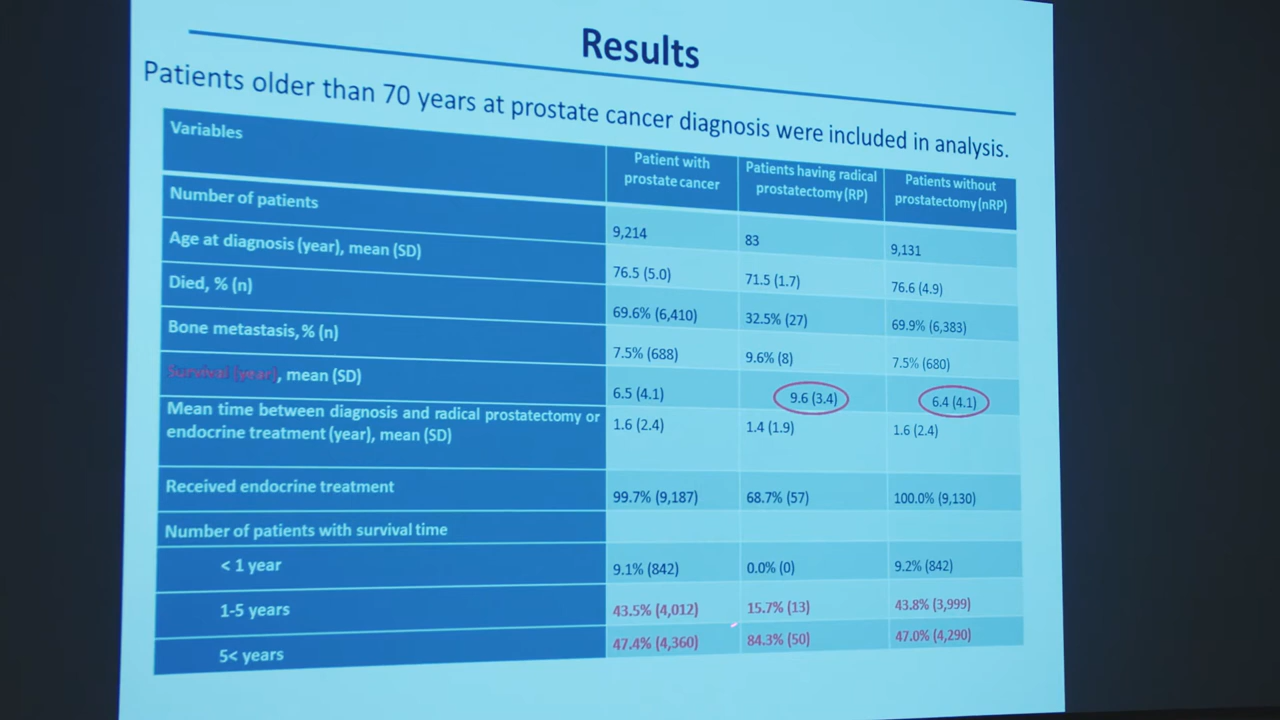 Results
Patients older than 70 years at prostate cancer diagnosis were included in analysis.
Variables
Patient with
prostate cancer
Patients having radical
prostatectomy (RP)
Patients without
prostatectomy (nRP)
Number of patients
9,214
83
9,131
Age at diagnosis (year), mean (SD)
76.5 (5.0)
71.5 (1.7)
76.6 (4.9)
Died, % (n)
69.6% (6,410)
32.5% (27)
69.9% (6,383)
Bone metastasis, % (n)
7.5% (688)
9.6% (8)
7.5% (680)
Survival (year), mean (SD)
6.5 (4.1)
9.6 (3.4)
6.4 (4.1)
Mean time between diagnosis and radical prostatectomy or
endocrine treatment (year), mean (SD)
1.6 (2.4)
1.4 (1.9)
1.6 (2.4)
Received endocrine treatment
99.7% (9,187)
68.7% (57)
100.0% (9,130)
Number of patients with survival time
< 1 year
9.1% (842)
0.0% (0)
9.2% (842)
1-5 years
43.5% (4,012)
15.7% (13)
43.8% (3,999)
5< years
47.4% (4,360)
84.3% (50)
47.0% (4,290)